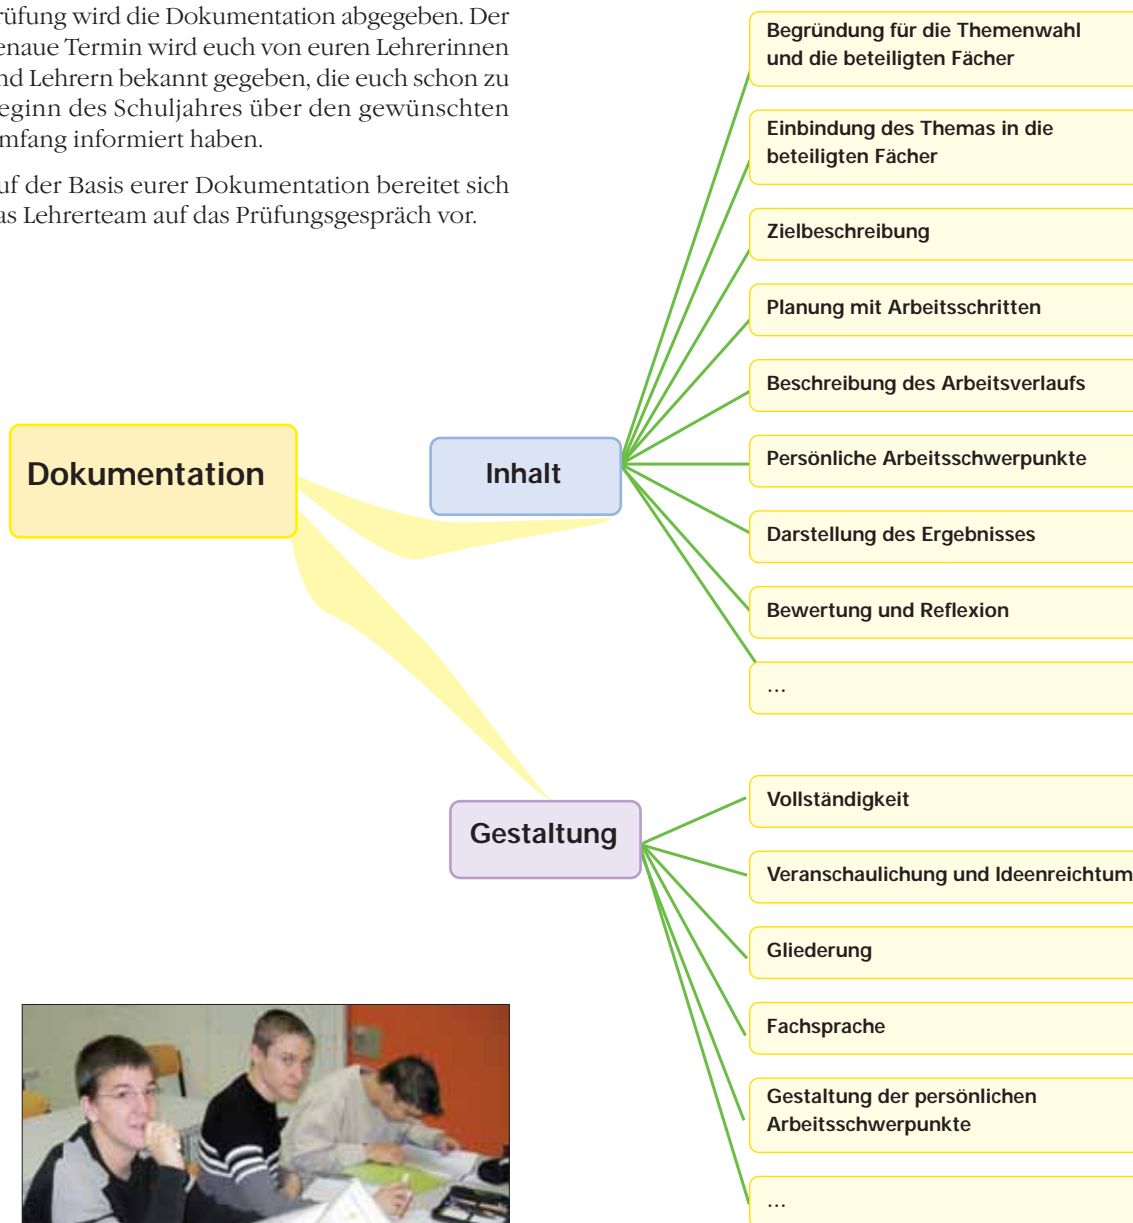 rüfung wird die Dokumentation abgegeben. Der
enaue Termin wird euch von euren Lehrerinnen
nd Lehrern bekannt gegeben, die euch schon zu
eginn des Schuljahres über den gewünschten
mfang informiert haben.
uf der Basis eurer Dokumentation bereitet sich
as Lehrerteam auf das Prüfungsgespräch vor.
Dokumentation
Inhalt
Begründung für die Themenwahl
und die beteiligten Fächer
Einbindung des Themas in die
beteiligten Fächer
Zielbeschreibung
Planung mit Arbeitsschritten
Beschreibung des Arbeitsverlaufs
Persönliche Arbeitsschwerpunkte
Darstellung des Ergebnisses
Bewertung und Reflexion
...
Gestaltung
Vollständigkeit
Veranschaulichung und Ideenreichtum
Gliederung
Fachsprache
Gestaltung der persönlichen
Arbeitsschwerpunkte
...